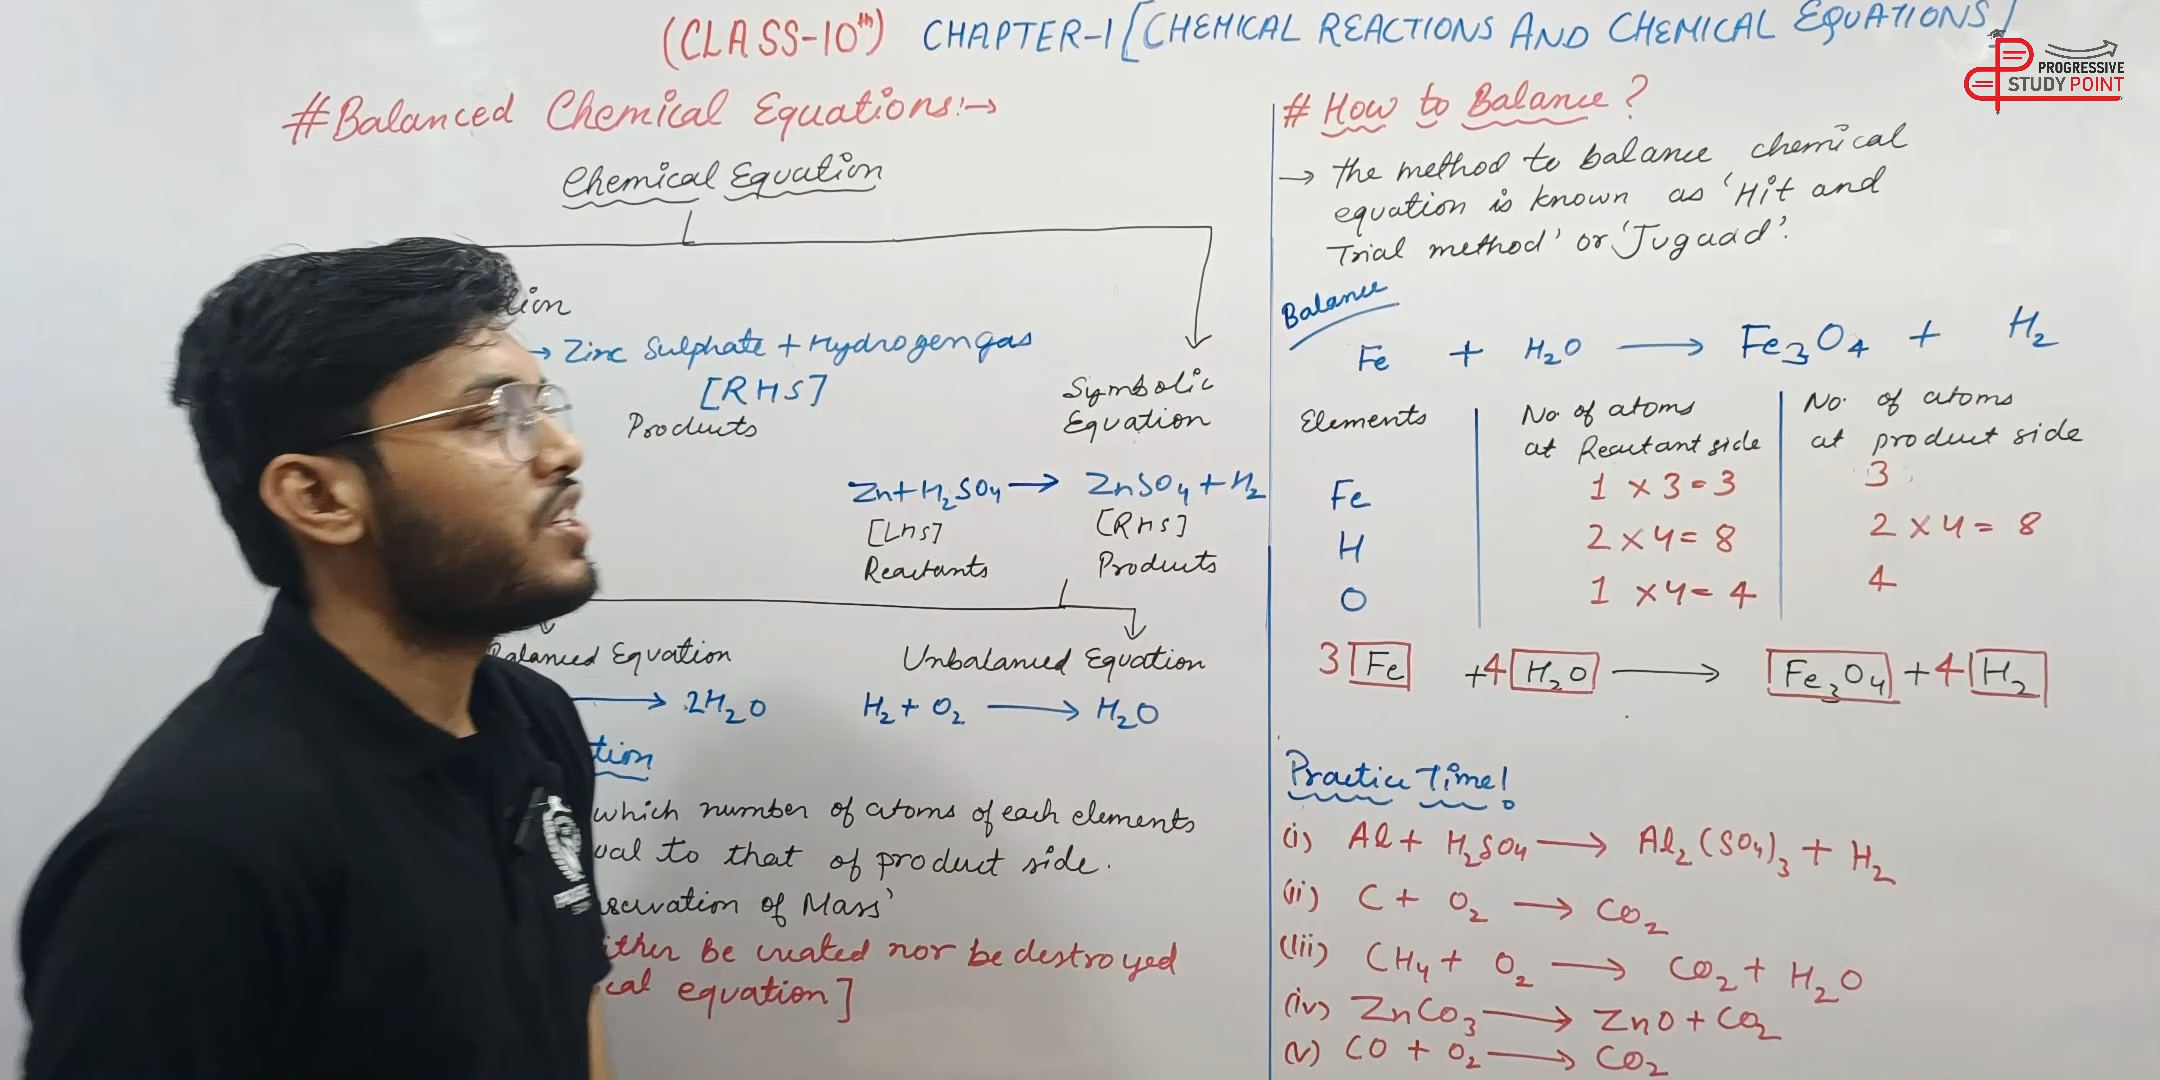 (CLASS-10th) CHAPTER-1 [CHEMICAL REACTIONS AND CHEMICAL EQUATIONS]
PROGRESSIVE
STUDY POINT
#Balanced Chemical Equations:→
Chemical Equation
→ Zinc Sulphate + Hydrogen gas
[RHS]
Products
Symbolic
Equation
Zn+H₂SO₄ → ZnSO₄+H₂
[LHS] [RHS]
Reactants Products
Balanced Equation Unbalanced Equation
→ 2H₂O H₂+O₂ → H₂O
which number of atoms of each elements
to that of product side.
of Mass'
be created nor be destroyed
equation]
# How to Balance?
→ the method to balance chemical
equation is known as 'Hit and
Trial method' or 'Jugaad'.
Balance
Fe + H₂O → Fe₃O₄ + H₂
Elements No of atoms at Reactant side No. of atoms at product side
Fe 1 × 3 = 3 3
H 2 × 4 = 8 2 × 4 = 8
O 1 × 4 = 4 4
3 Fe +4 H₂O → Fe₃O₄ +4 H₂
Practice Time!
(i) Al + H₂SO₄ → Al₂(SO₄)₃ + H₂
(ii) C + O₂ → CO₂
(iii) CH₄ + O₂ → CO₂ + H₂O
(iv) ZnCO₃ → ZnO + CO₂
(v) CO + O₂ → CO₂